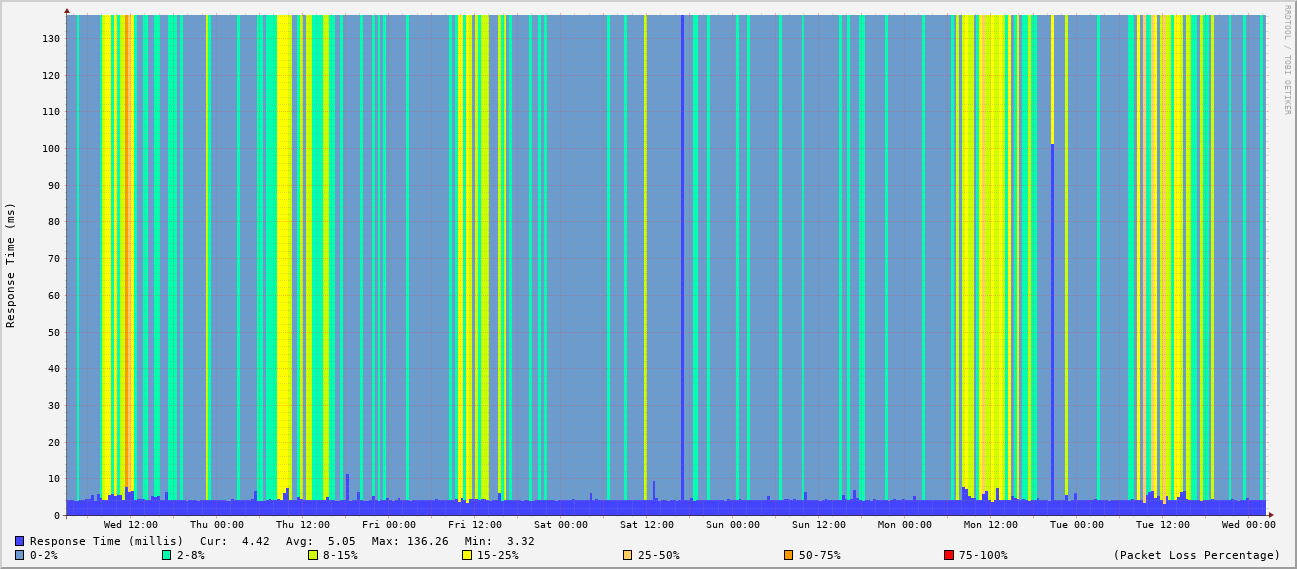 RRDTOOL / TOBI OETIKER
Response Time (ms)
130
120
110
100
90
80
70
60
50
40
30
20
10
0
Wed 12:00 Thu 00:00 Thu 12:00 Fri 00:00 Fri 12:00 Sat 00:00 Sat 12:00 Sun 00:00 Sun 12:00 Mon 00:00 Mon 12:00 Tue 00:00 Tue 12:00 Wed 00:00
Response Time (millis) Cur: 4.42 Avg: 5.05 Max: 136.26 Min: 3.32
0-2% 2-8% 8-15% 15-25% 25-50% 50-75% 75-100% (Packet Loss Percentage)